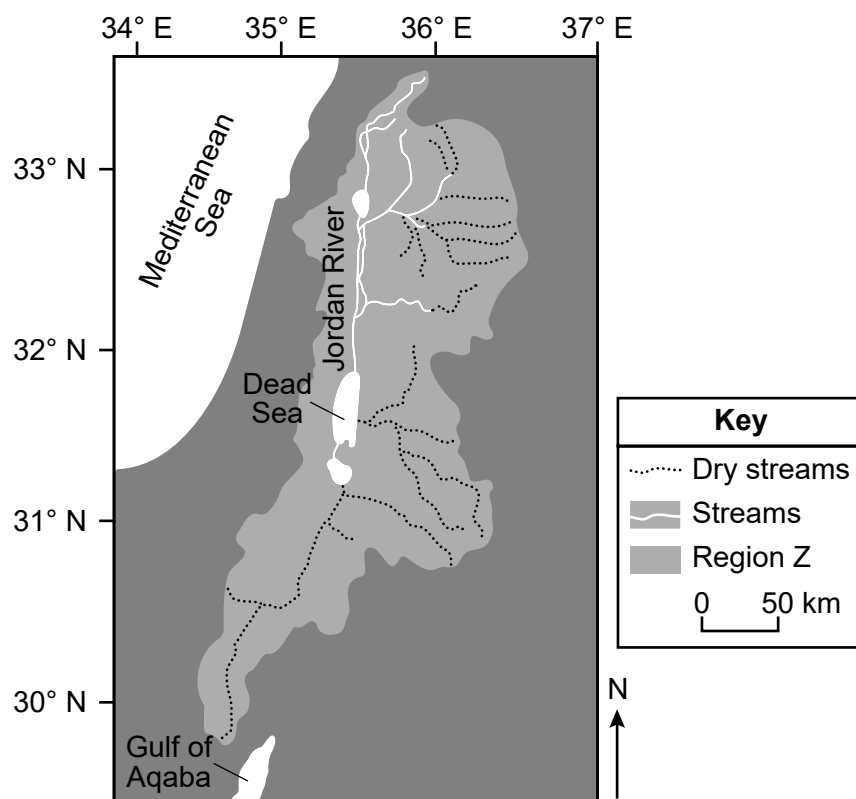 34° E 35° E 36° E 37° E
33° N
32° N
31° N
30° N
Mediterranean
Sea
Jordan River
Dead
Sea
Gulf of
Aqaba
Key
Dry streams
Streams
Region Z
0 50 km
N